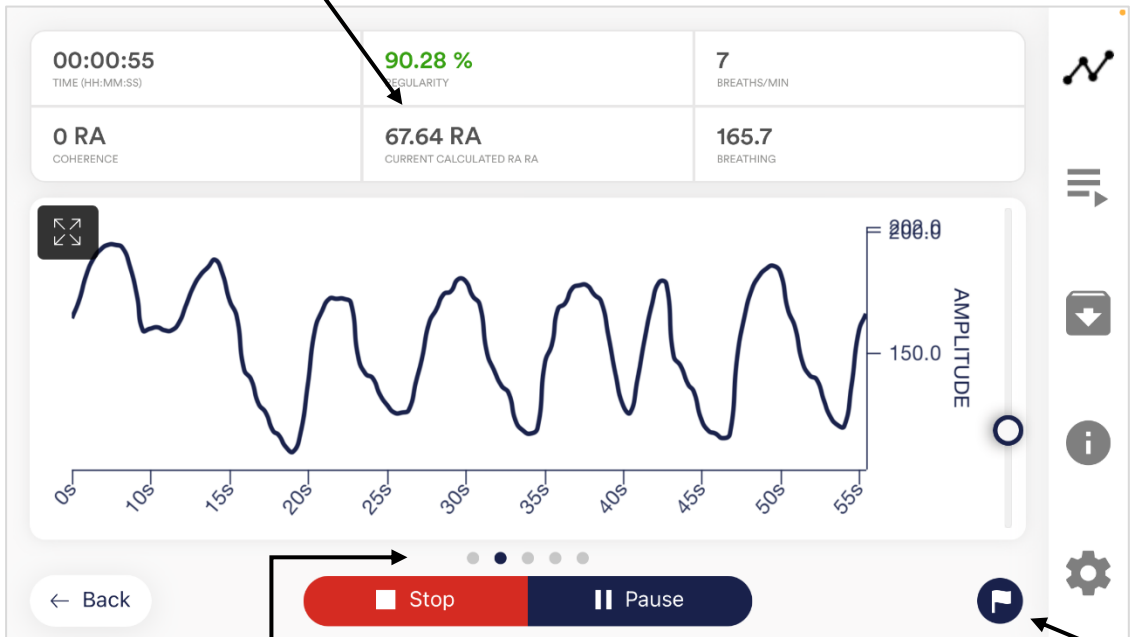 00:00:55
TIME (HH:MM:SS)
90.28 %
REGULARITY
7
BREATHS/MIN
0 RA
COHERENCE
67.64 RA
CURRENT CALCULATED RA RA
165.7
BREATHING
200.0
150.0
AMPLITUDE
0s 10s 15s 20s 25s 30s 35s 40s 45s 50s 55s
← Back
Stop
Pause